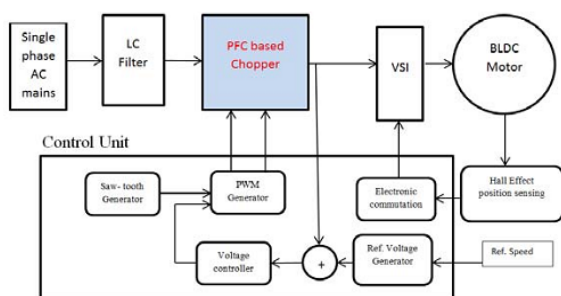 Single
phase
AC
mains
LC
Filter
PFC based
Chopper
VSI
BLDC
Motor
Control Unit
Saw- tooth
Generator
PWM
Generator
Electronic
commutation
Hall Effect
position sensing
Voltage
controller
+
Ref. Voltage
Generator
Ref. Speed